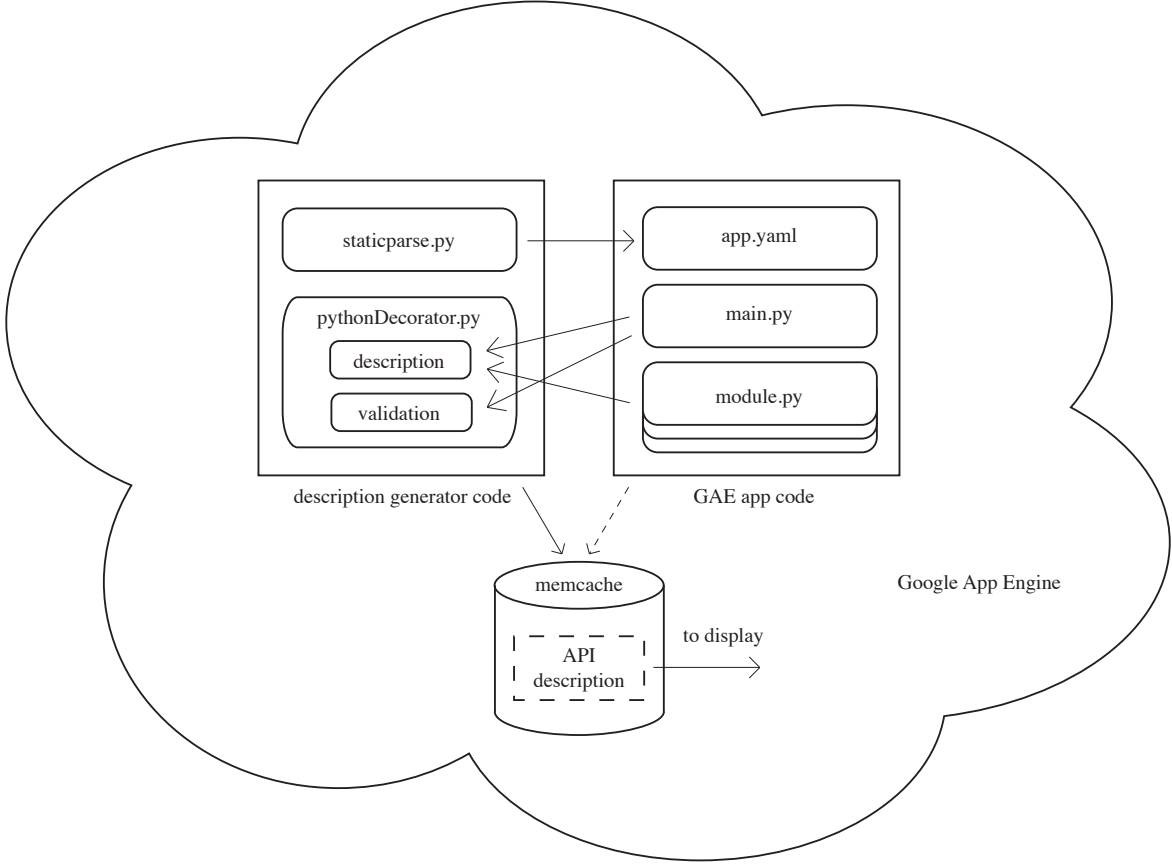 staticparse.py
pythonDecorator.py
description
validation
description generator code
app.yaml
main.py
module.py
GAE app code
memcache
API
description
to display
Google App Engine